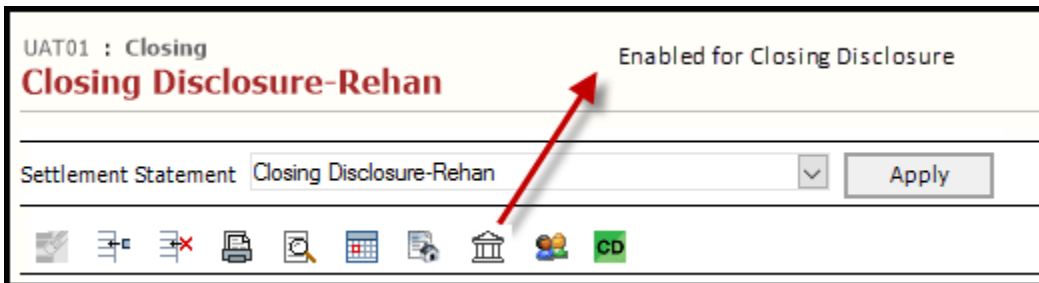 UAT01 : Closing
Closing Disclosure-Rehan
Enabled for Closing Disclosure
Settlement Statement Closing Disclosure-Rehan Apply
CD